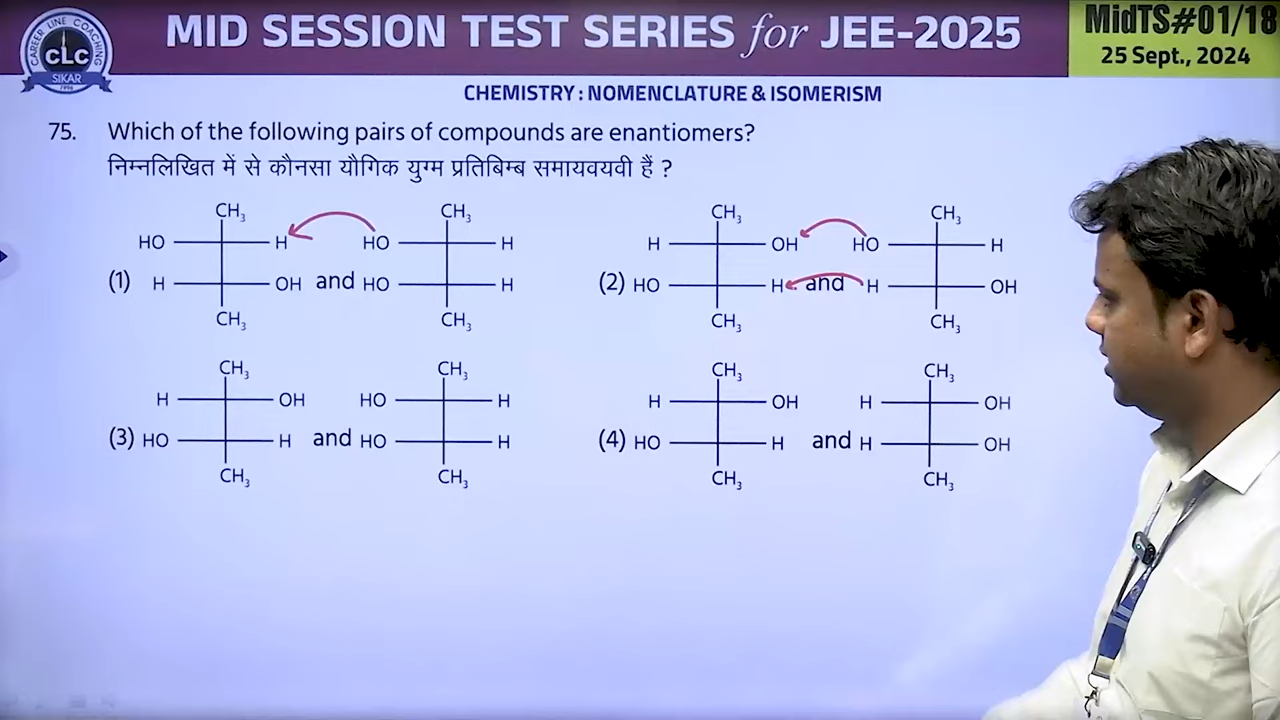 CAREER LINE COACHING
CLC
SIKAR
1996
MID SESSION TEST SERIES for JEE-2025
MidTS#01/18
25 Sept., 2024
CHEMISTRY : NOMENCLATURE & ISOMERISM
75. Which of the following pairs of compounds are enantiomers?
निम्नलिखित में से कौनसा यौगिक युग्म प्रतिबिम्ब समायवयवी हैं ?
CH₃ CH₃ CH₃ CH₃
HO H HO H H OH HO H
(1) H OH and HO H (2) HO H and H OH
CH₃ CH₃ CH₃ CH₃
CH₃ CH₃ CH₃ CH₃
H OH HO H H OH H OH
(3) HO H and HO H (4) HO H and H OH
CH₃ CH₃ CH₃ CH₃